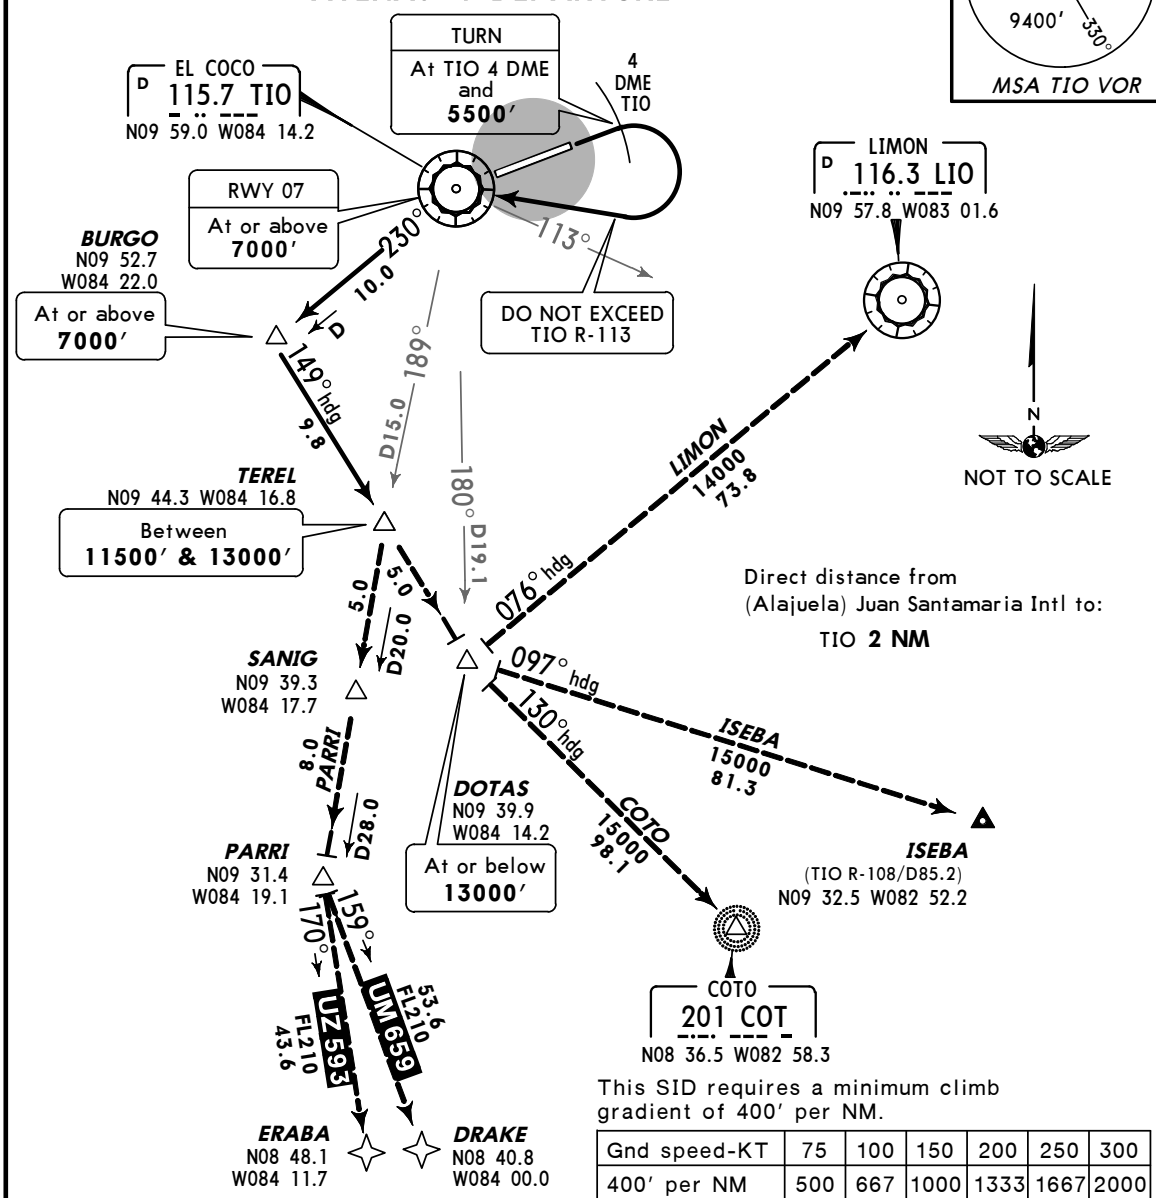 TURN
At TIO 4 DME
and
5500′
4
DME
TIO
9400′
330°
MSA TIO VOR
EL COCO
D 115.7 TIO
N09 59.0 W084 14.2
LIMON
D 116.3 LIO
N09 57.8 W083 01.6
RWY 07
At or above
7000′
BURGO
N09 52.7
W084 22.0
At or above
7000′
230°
10.0
D
113°
DO NOT EXCEED
TIO R-113
149° hdg
9.8
189°
D15.0
180°
D19.1
N
NOT TO SCALE
LIMON
14000
73.8
TEREL
N09 44.3 W084 16.8
Between
11500′ & 13000′
5.0
5.0
D20.0
076° hdg
Direct distance from
(Alajuela) Juan Santamaria Intl to:
TIO 2 NM
SANIG
N09 39.3
W084 17.7
097° hdg
130° hdg
ISEBA
15000
81.3
8.0
PARRI
D28.0
DOTAS
N09 39.9
W084 14.2
At or below
13000′
COTO
15000
98.1
ISEBA
(TIO R-108/D85.2)
N09 32.5 W082 52.2
PARRI
N09 31.4
W084 19.1
170°
159°
UZ 593
FL210
43.6
UM 659
53.6
FL210
COTO
201 COT
N08 36.5 W082 58.3
ERABA
N08 48.1
W084 11.7
DRAKE
N08 40.8
W084 00.0
This SID requires a minimum climb
gradient of 400′ per NM.
Gnd speed-KT 75 100 150 200 250 300
400′ per NM 500 667 1000 1333 1667 2000